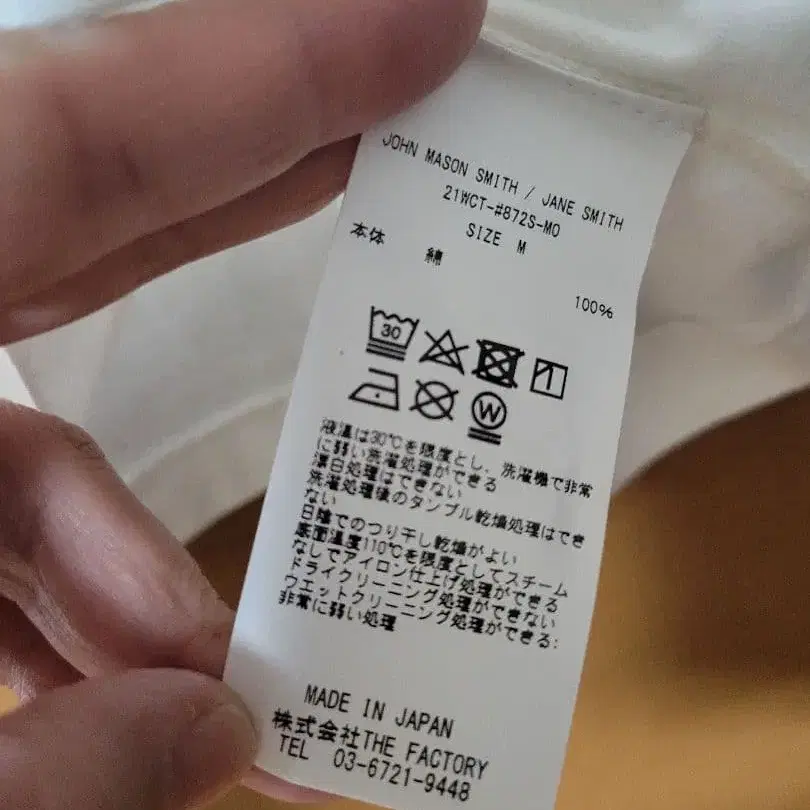 JOHN MASON SMITH / JANE SMITH
21WCT-#872S-MO
SIZE M
本体 綿 100%
30
W
液温は30℃を限度とし、洗濯機で非常
に弱い洗濯処理ができる
漂白処理はできない
洗濯処理後のタンブル乾燥処理はでき
ない
日陰でのつり干し乾燥がよい
底面温度110℃を限度としてスチーム
なしでアイロン仕上げ処理ができる
ドライクリーニング処理ができない
ウエットクリーニング処理ができる:
非常に弱い処理
MADE IN JAPAN
株式会社THE FACTORY
TEL 03-6721-9448